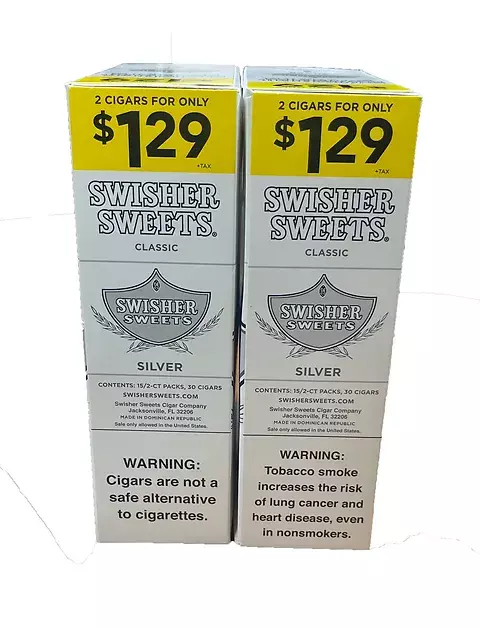 2 CIGARS FOR ONLY
$1.29
+TAX
SWISHER
SWEETS®
CLASSIC
SWISHER
SWEETS
SILVER
CONTENTS: 15/2-CT PACKS, 30 CIGARS
SWISHERSWEETS.COM
Swisher Sweets Cigar Company
Jacksonville, FL 32206
MADE IN DOMINICAN REPUBLIC
Sale only allowed in the United States.
WARNING:
Cigars are not a
safe alternative
to cigarettes.
2 CIGARS FOR ONLY
$1.29
+TAX
SWISHER
SWEETS®
CLASSIC
SWISHER
SWEETS
SILVER
CONTENTS: 15/2-CT PACKS, 30 CIGARS
SWISHERSWEETS.COM
Swisher Sweets Cigar Company
Jacksonville, FL 32206
MADE IN DOMINICAN REPUBLIC
Sale only allowed in the United States.
WARNING:
Tobacco smoke
increases the risk
of lung cancer and
heart disease, even
in nonsmokers.